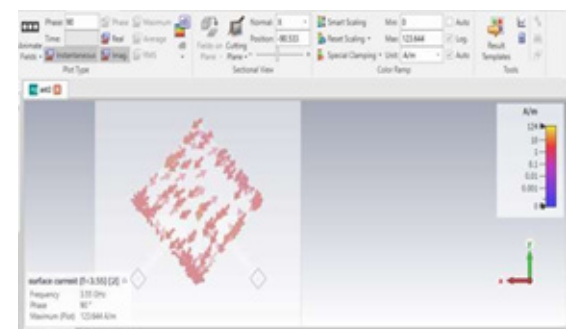 Phase: 90 Phase Maximum Normal: X Smart Scaling Min: 0 Auto
Time: Real Average dB Fields on Cutting Position: -80.533 Reset Scaling Max: 123.644 Log. Result
Animate Fields Instantaneous Imag. RMS Plane Plane Special Clamping Unit: A/m Auto Templates
Plot Type Sectional View Color Ramp Tools
A/m
124
10
1
0.1
0.01
0.001
0
y
surface current (f=3.55) [2]
Frequency 3.55 GHz
Phase 90 °
Maximum (Plot) 123.644 A/m